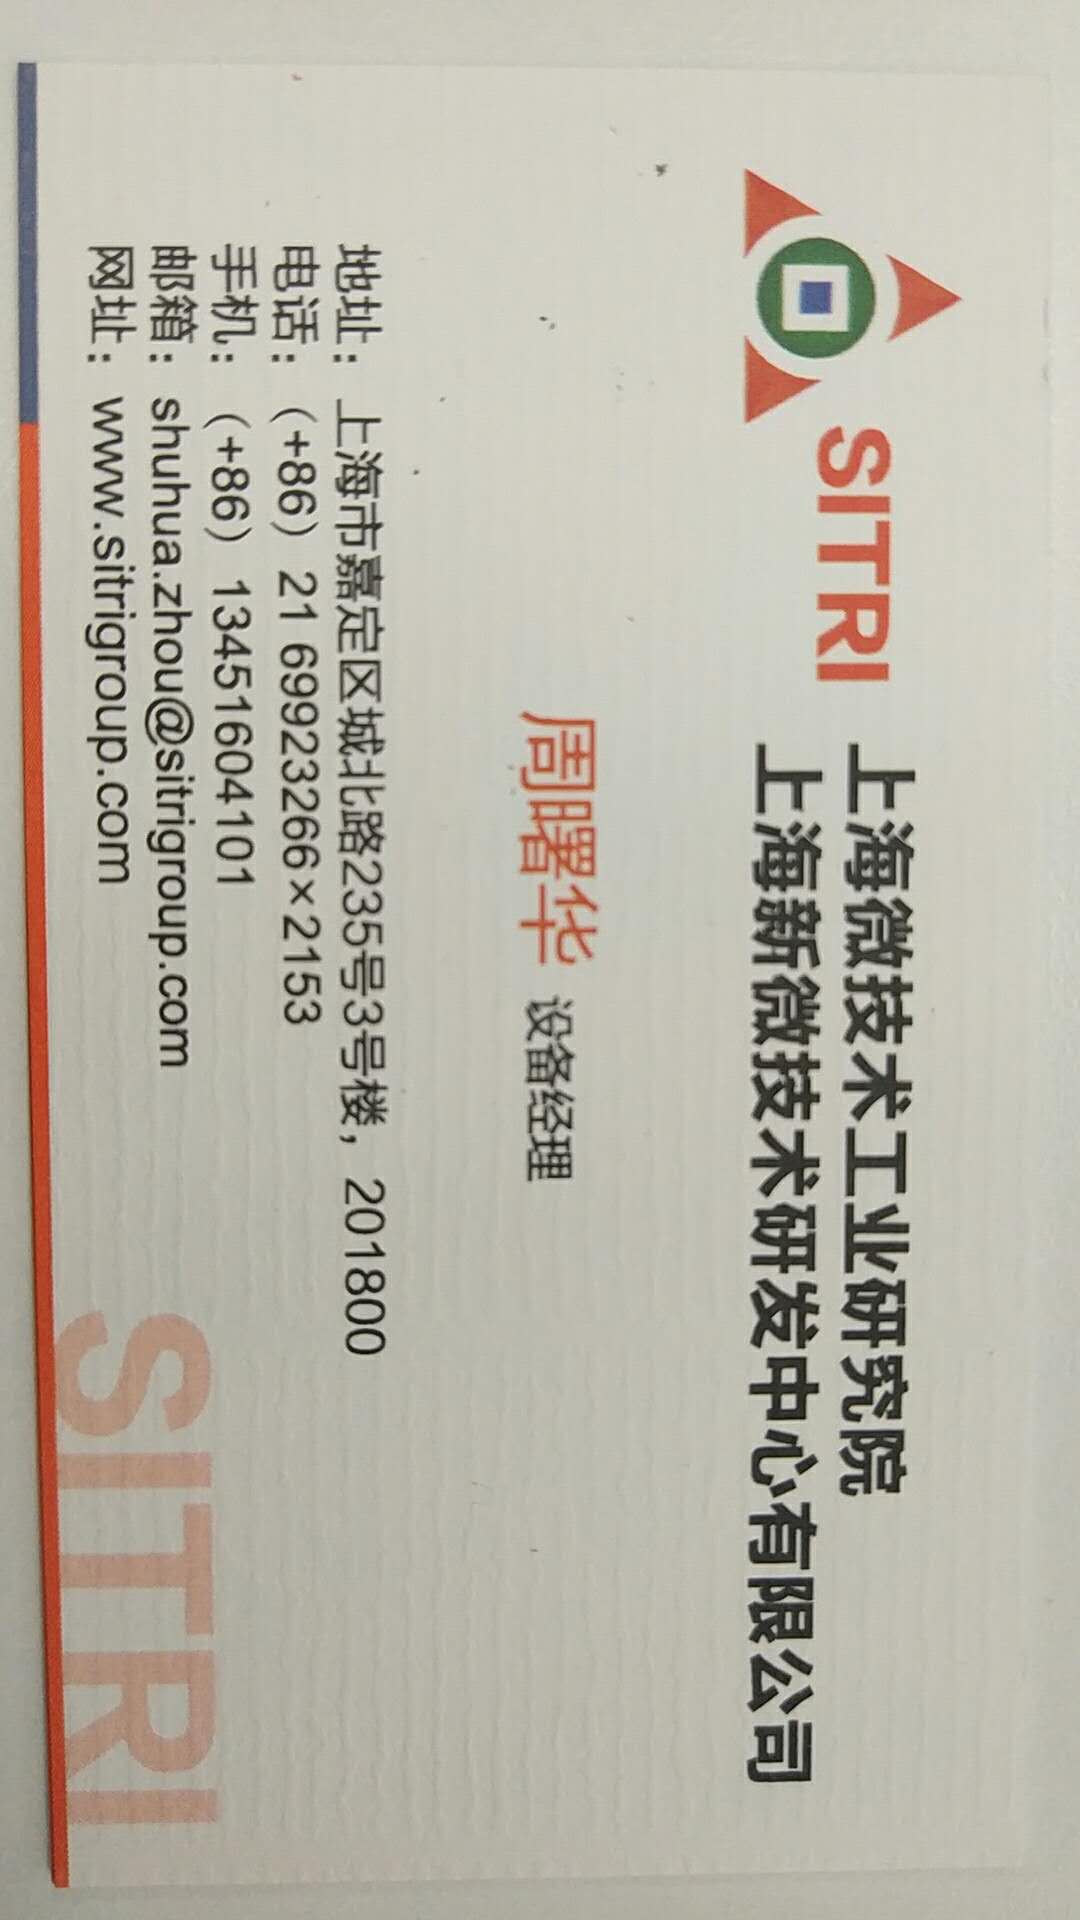 SITRI
上海微技术工业研究院
上海新微技术研发中心有限公司
周曙华 设备经理
地址：上海市嘉定区城北路235号3号楼，201800
电话：（+86）21 69923266×2153
手机：（+86）13451604101
邮箱：shuhua.zhou@sitrigroup.com
网址：www.sitrigroup.com
SITRI